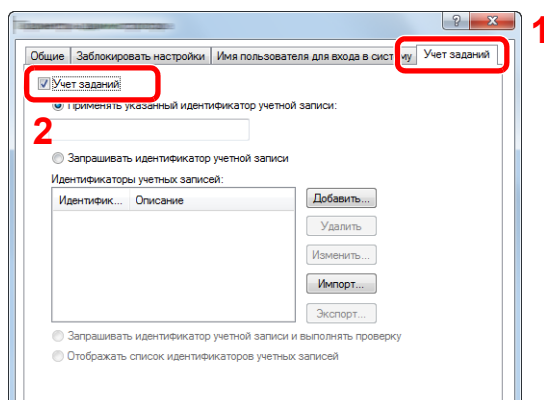 1
Общие Заблокировать настройки Имя пользователя для входа в систему Учет заданий
Учет заданий
Применять указанный идентификатор учетной записи:
2
Запрашивать идентификатор учетной записи
Идентификаторы учетных записей:
Идентифик... Описание
Добавить...
Удалить
Изменить...
Импорт...
Экспорт...
Запрашивать идентификатор учетной записи и выполнять проверку
Отображать список идентификаторов учетных записей